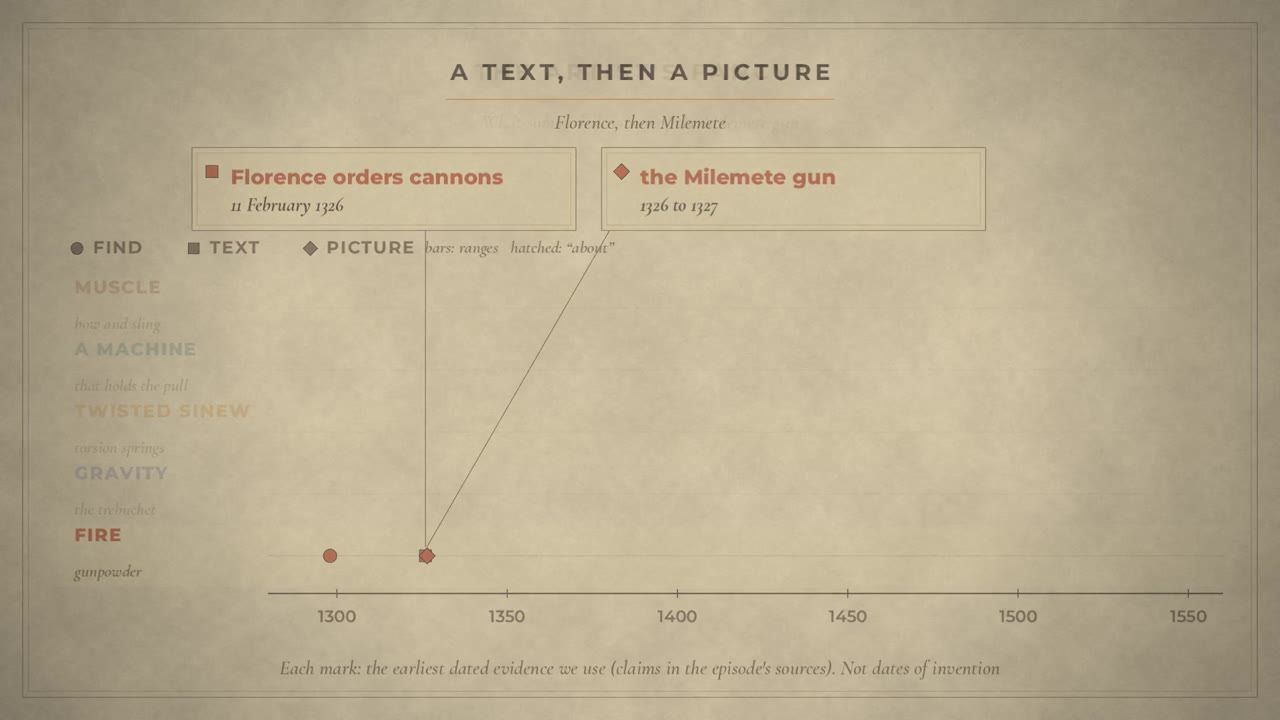 A TEXT, THEN A PICTURE
Florence, then Milemete
Florence orders cannons
11 February 1326
the Milemete gun
1326 to 1327
FIND TEXT PICTURE bars: ranges hatched: “about”
MUSCLE
bow and sling
A MACHINE
that holds the pull
TWISTED SINEW
torsion springs
GRAVITY
the trebuchet
FIRE
gunpowder
1300 1350 1400 1450 1500 1550
Each mark: the earliest dated evidence we use (claims in the episode's sources). Not dates of invention